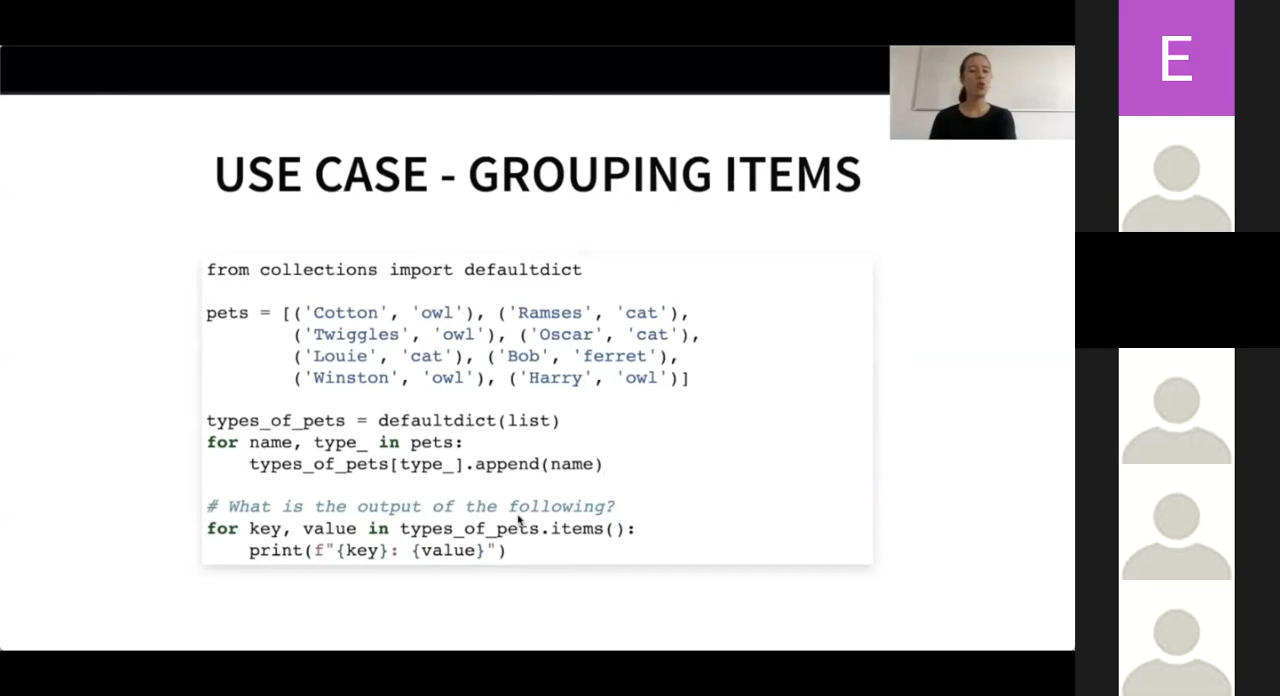 E
USE CASE - GROUPING ITEMS
from collections import defaultdict
pets = [('Cotton', 'owl'), ('Ramses', 'cat'),
('Twiggles', 'owl'), ('Oscar', 'cat'),
('Louie', 'cat'), ('Bob', 'ferret'),
('Winston', 'owl'), ('Harry', 'owl')]
types_of_pets = defaultdict(list)
for name, type_ in pets:
types_of_pets[type_].append(name)
# What is the output of the following?
for key, value in types_of_pets.items():
print(f"{key}: {value}")